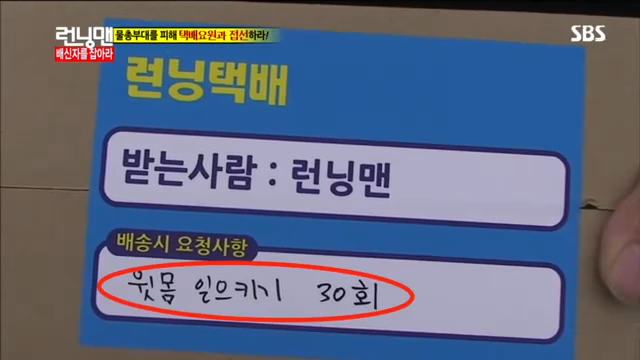 런닝맨 물총부대를 피해 택배요원과 접선하라! SBS
배신자를 잡아라
런닝택배
받는사람 : 런닝맨
배송시 요청사항
윗몸 일으키기 30회